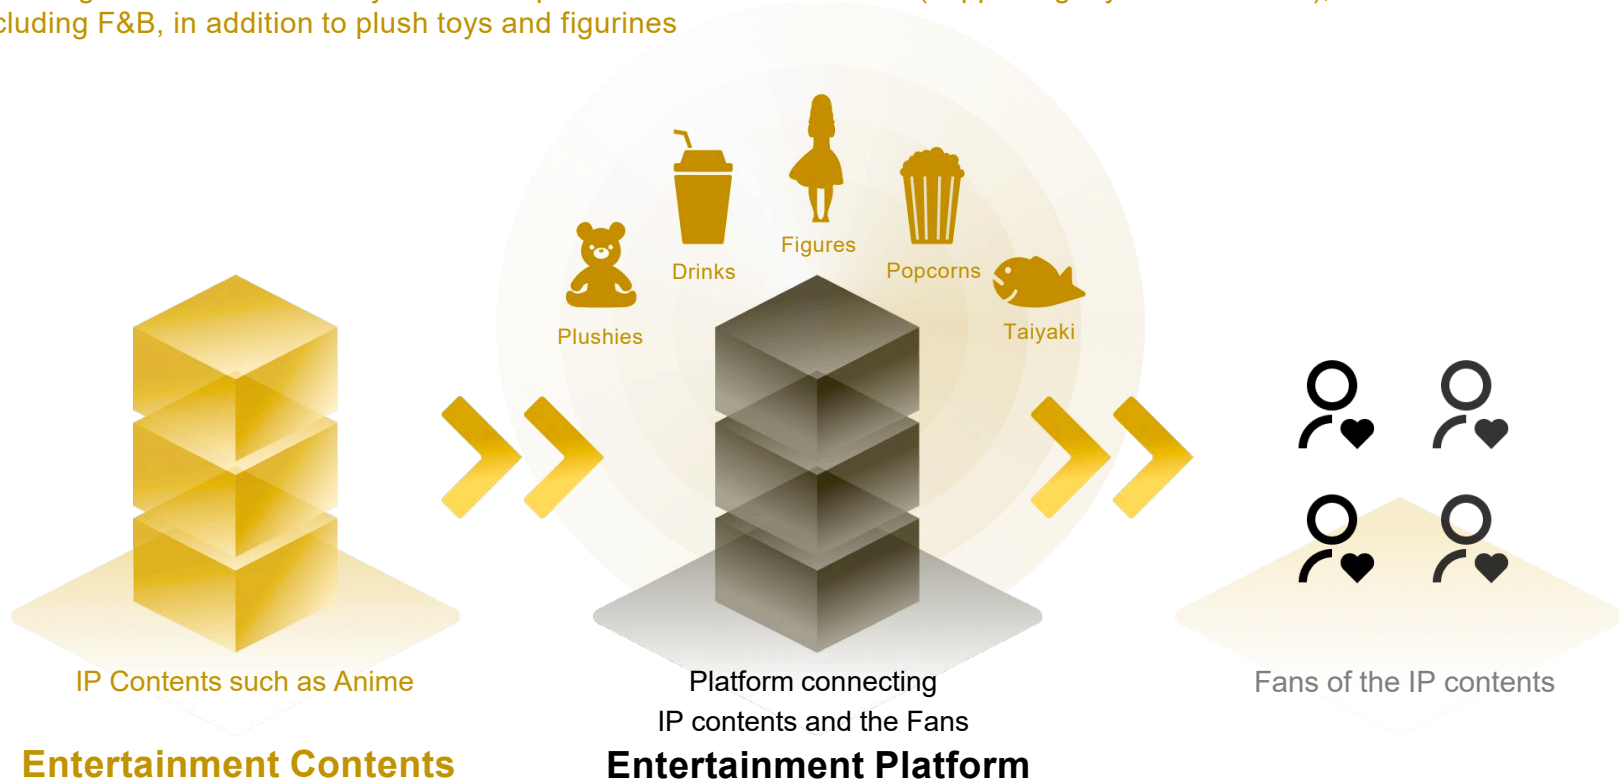 cluding F&B, in addition to plush toys and figurines
Figures
Drinks
Popcorns
Plushies
Taiyaki
IP Contents such as Anime
Platform connecting
IP contents and the Fans
Fans of the IP contents
Entertainment Contents
Entertainment Platform